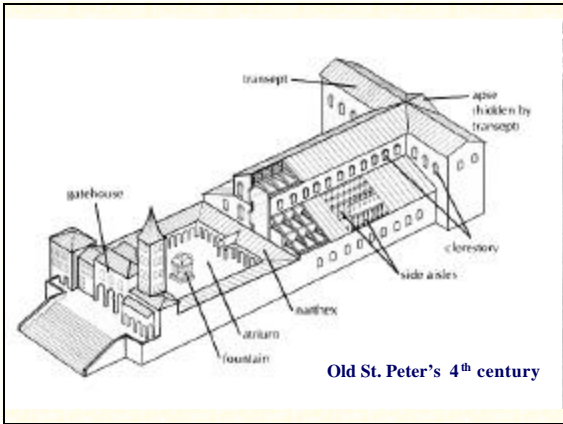 transept
apse
(hidden by
transept)
gatehouse
clerestory
side aisles
narthex
atrium
fountain
Old St. Peter's 4th century